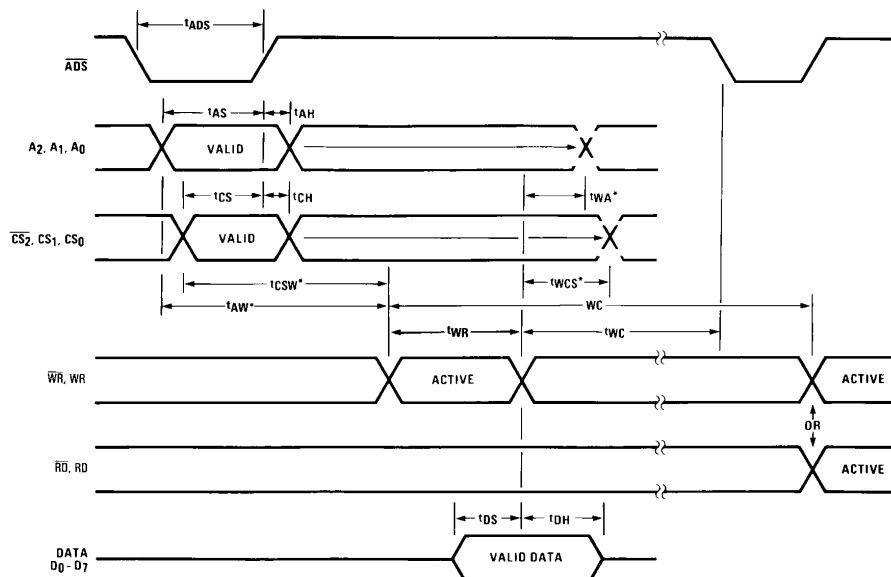 tADS
ADS
tAS tAH
A2, A1, A0 VALID
tCS tCH tWA*
CS2, CS1, CS0 VALID
tCSW* tWCS*
tAW* WC
tWR tWC
WR, WR ACTIVE ACTIVE
OR
RD, RD ACTIVE
tDS tDH
DATA
D0 - D7 VALID DATA